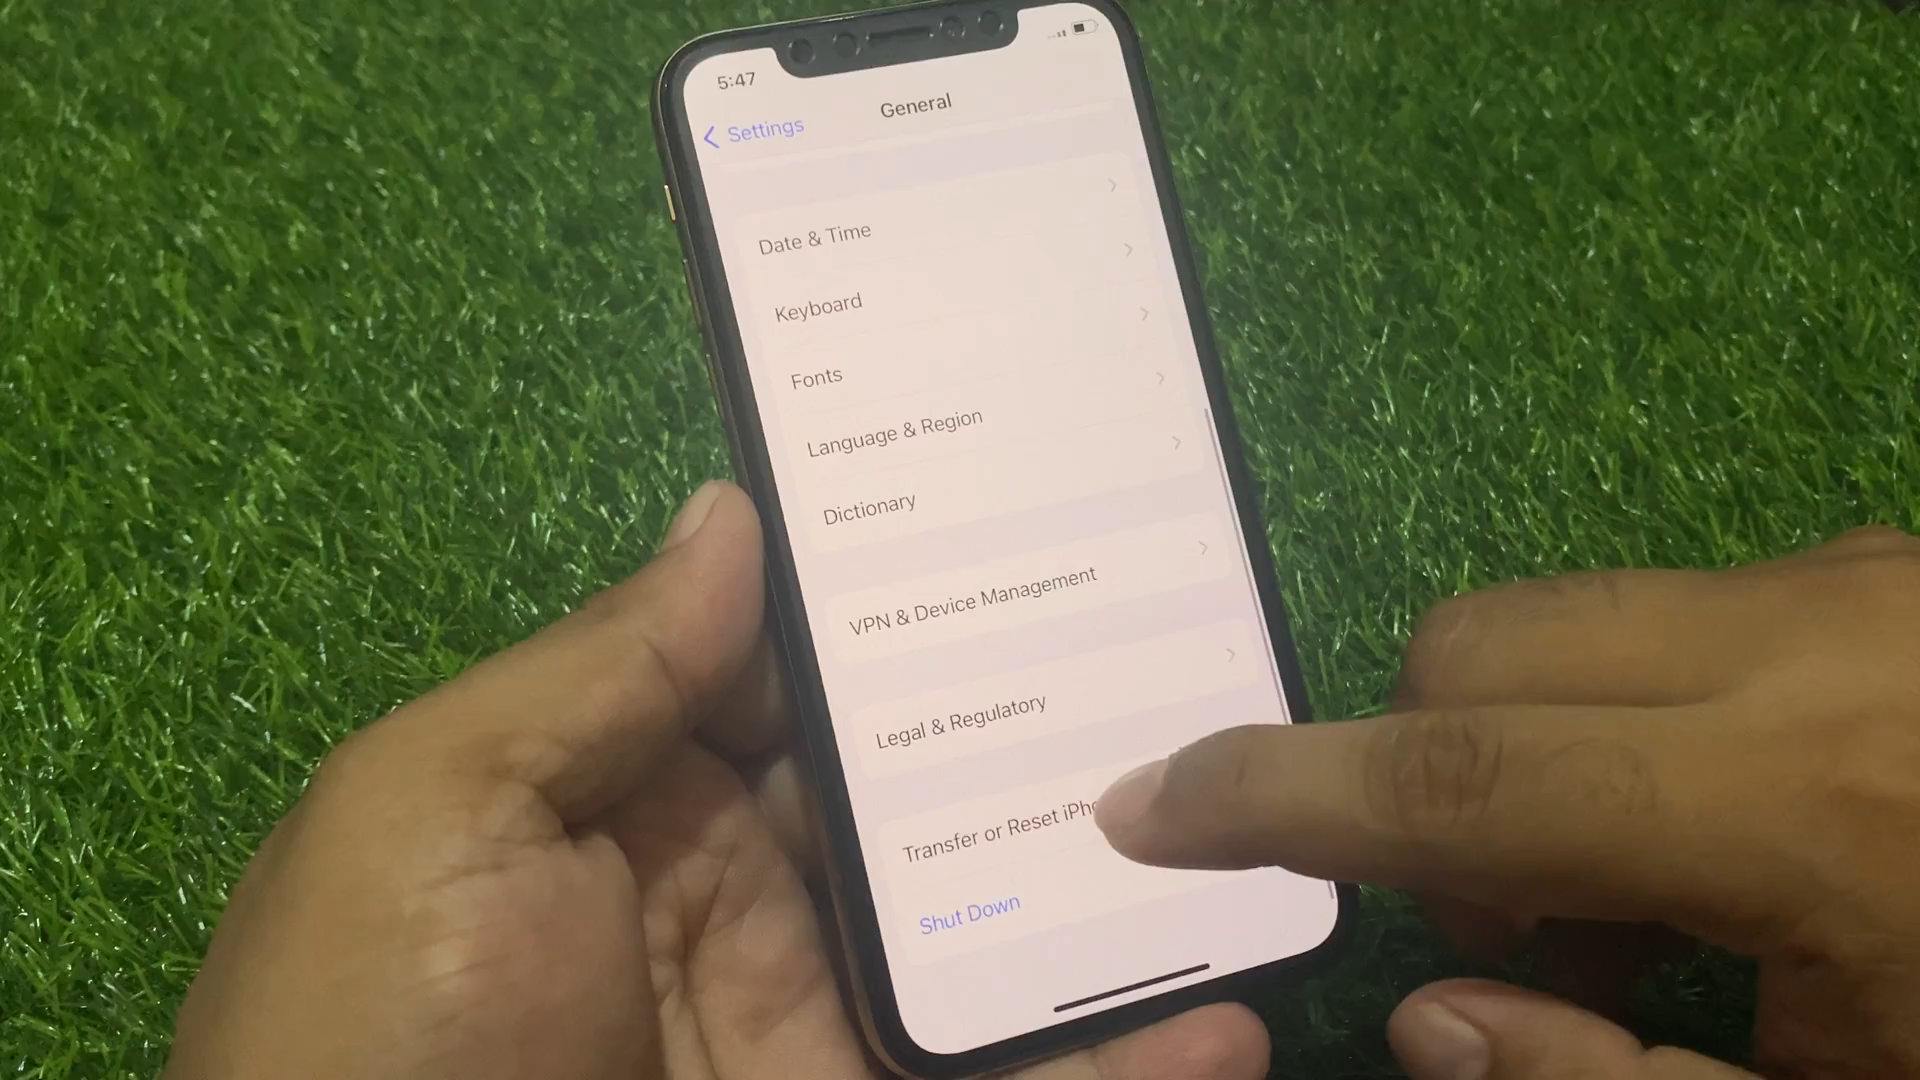 5:47
General
Settings
Date & Time
Keyboard
Fonts
Language & Region
Dictionary
VPN & Device Management
Legal & Regulatory
Transfer or Reset
Shut Down